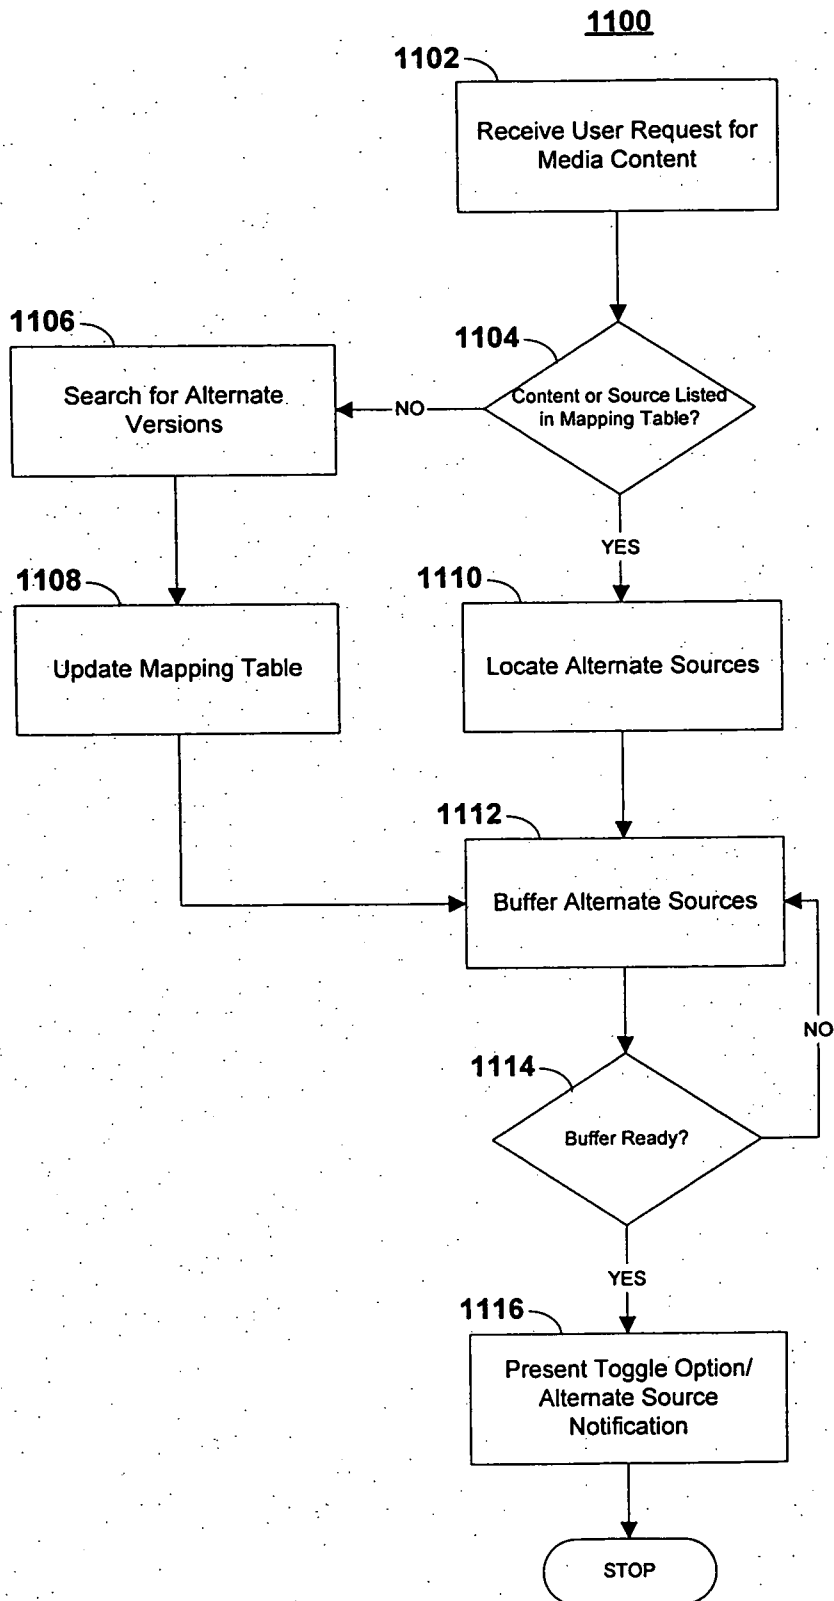 1100
1102
Receive User Request for
Media Content
1104
Content or Source Listed
in Mapping Table?
NO
1106
Search for Alternate
Versions
1108
Update Mapping Table
YES
1110
Locate Alternate Sources
1112
Buffer Alternate Sources
1114
Buffer Ready?
NO
YES
1116
Present Toggle Option/
Alternate Source
Notification
STOP